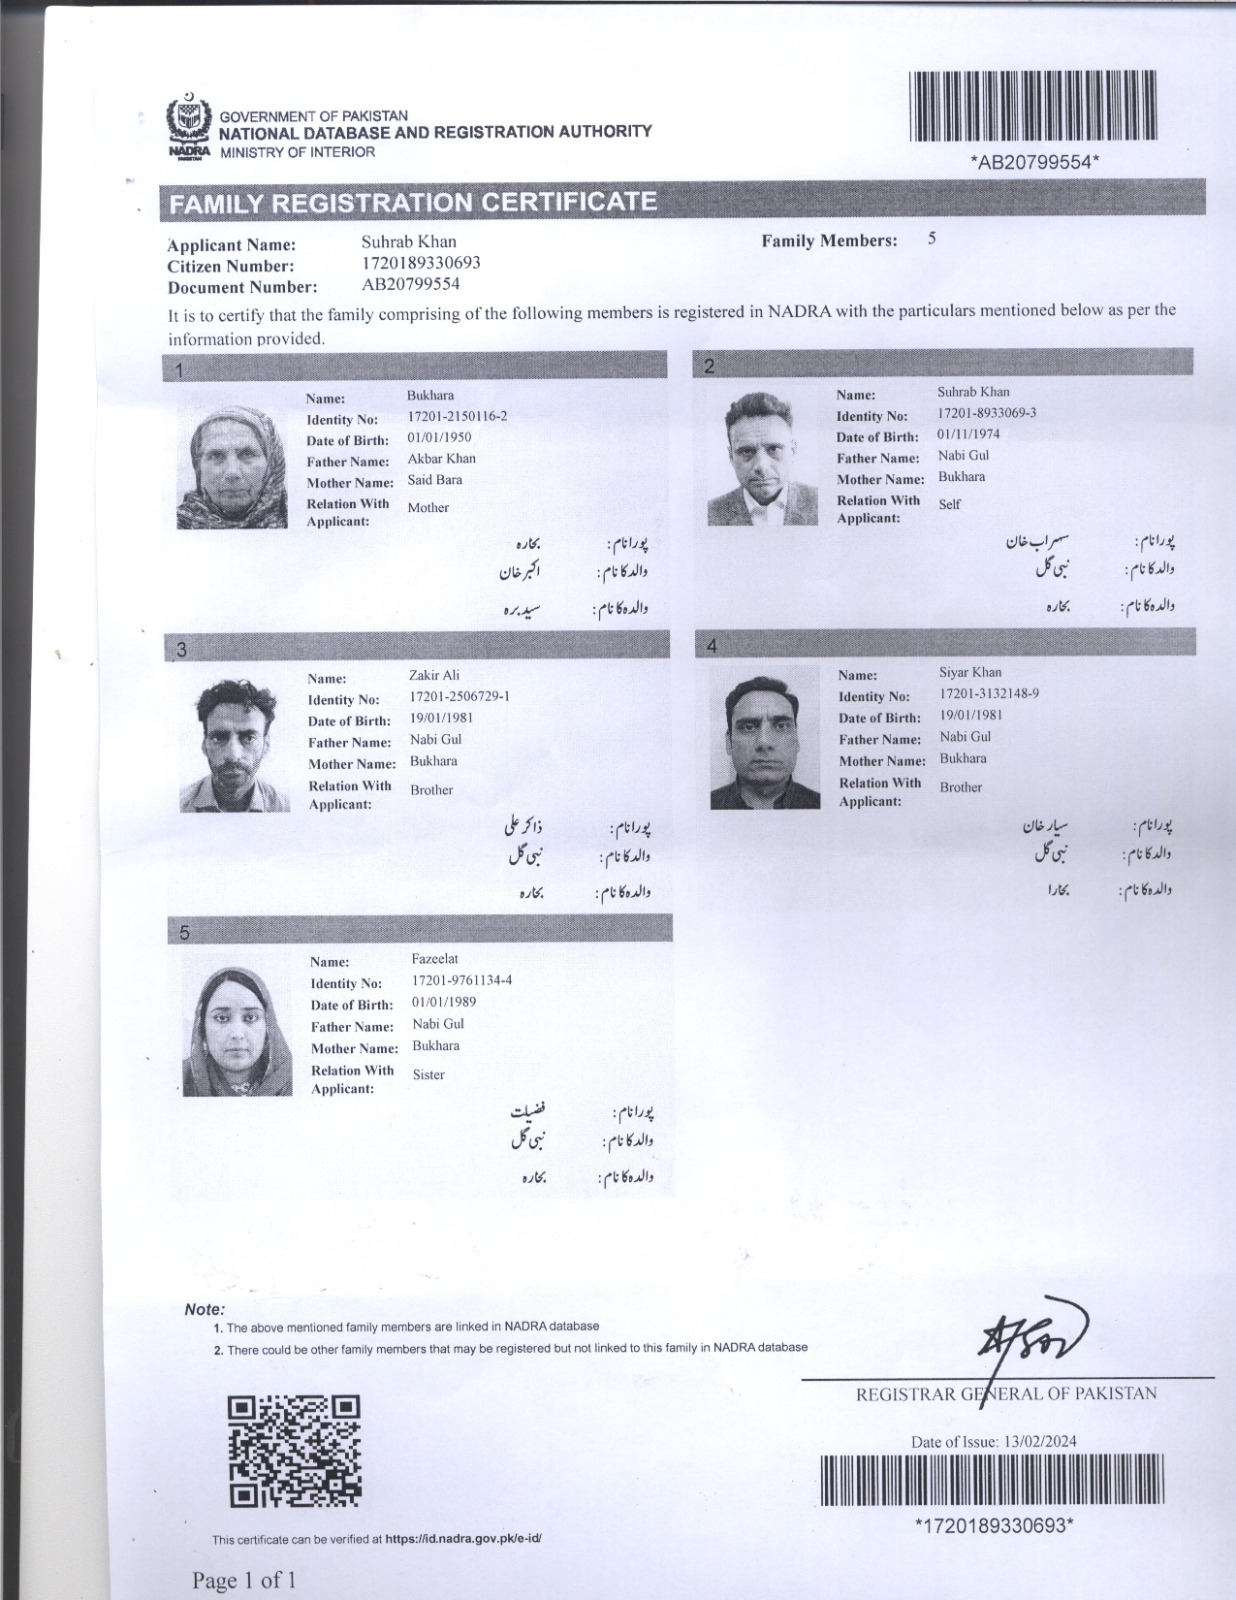 GOVERNMENT OF PAKISTAN
NATIONAL DATABASE AND REGISTRATION AUTHORITY
MINISTRY OF INTERIOR
NADRA
PAKISTAN
*AB20799554*
FAMILY REGISTRATION CERTIFICATE
Applicant Name: Suhrab Khan
Family Members: 5
Citizen Number: 1720189330693
Document Number: AB20799554
It is to certify that the family comprising of the following members is registered in NADRA with the particulars mentioned below as per the
information provided.
1
Name: Bukhara
Identity No: 17201-2150116-2
Date of Birth: 01/01/1950
Father Name: Akbar Khan
Mother Name: Said Bara
Relation With Mother
Applicant:
پورا نام: بخارہ
والد کا نام: اکبر خان
والدہ کا نام: سید برہ
2
Name: Suhrab Khan
Identity No: 17201-8933069-3
Date of Birth: 01/11/1974
Father Name: Nabi Gul
Mother Name: Bukhara
Relation With Self
Applicant:
پورا نام: سہراب خان
والد کا نام: نبی گل
والدہ کا نام: بخارہ
3
Name: Zakir Ali
Identity No: 17201-2506729-1
Date of Birth: 19/01/1981
Father Name: Nabi Gul
Mother Name: Bukhara
Relation With Brother
Applicant:
پورا نام: ذاکر علی
والد کا نام: نبی گل
والدہ کا نام: بخارہ
4
Name: Siyar Khan
Identity No: 17201-3132148-9
Date of Birth: 19/01/1981
Father Name: Nabi Gul
Mother Name: Bukhara
Relation With Brother
Applicant:
پورا نام: سیار خان
والد کا نام: نبی گل
والدہ کا نام: بخارا
5
Name: Fazeelat
Identity No: 17201-9761134-4
Date of Birth: 01/01/1989
Father Name: Nabi Gul
Mother Name: Bukhara
Relation With Sister
Applicant:
پورا نام: فضیلت
والد کا نام: نبی گل
والدہ کا نام: بخارہ
Note:
1. The above mentioned family members are linked in NADRA database
2. There could be other family members that may be registered but not linked to this family in NADRA database
REGISTRAR GENERAL OF PAKISTAN
Date of Issue: 13/02/2024
*1720189330693*
This certificate can be verified at https://id.nadra.gov.pk/e-id/
Page 1 of 1